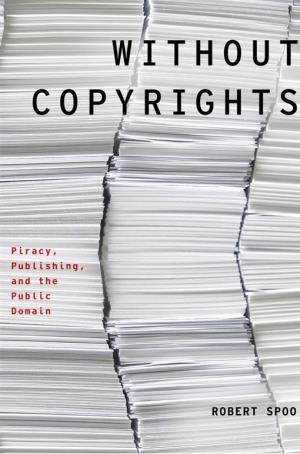 WITHOUT
COPYRIGHTS
Piracy,
Publishing,
and the
Public
Domain
ROBERT SPOO